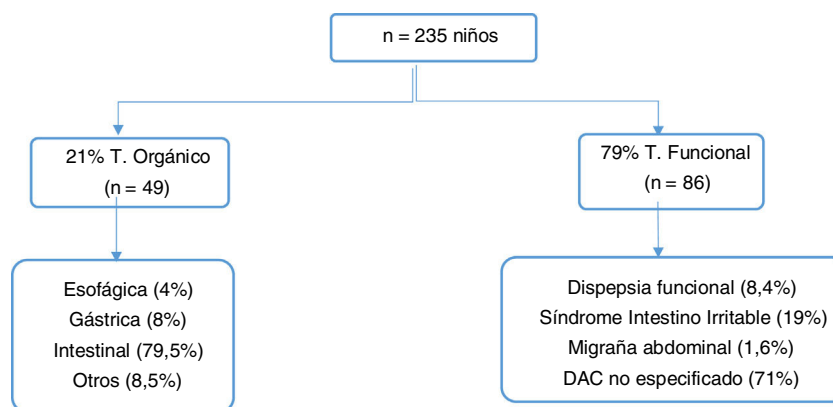 n = 235 niños
21% T. Orgánico
(n = 49)
79% T. Funcional
(n = 86)
Esofágica (4%)
Gástrica (8%)
Intestinal (79,5%)
Otros (8,5%)
Dispepsia funcional (8,4%)
Síndrome Intestino Irritable (19%)
Migraña abdominal (1,6%)
DAC no especificado (71%)